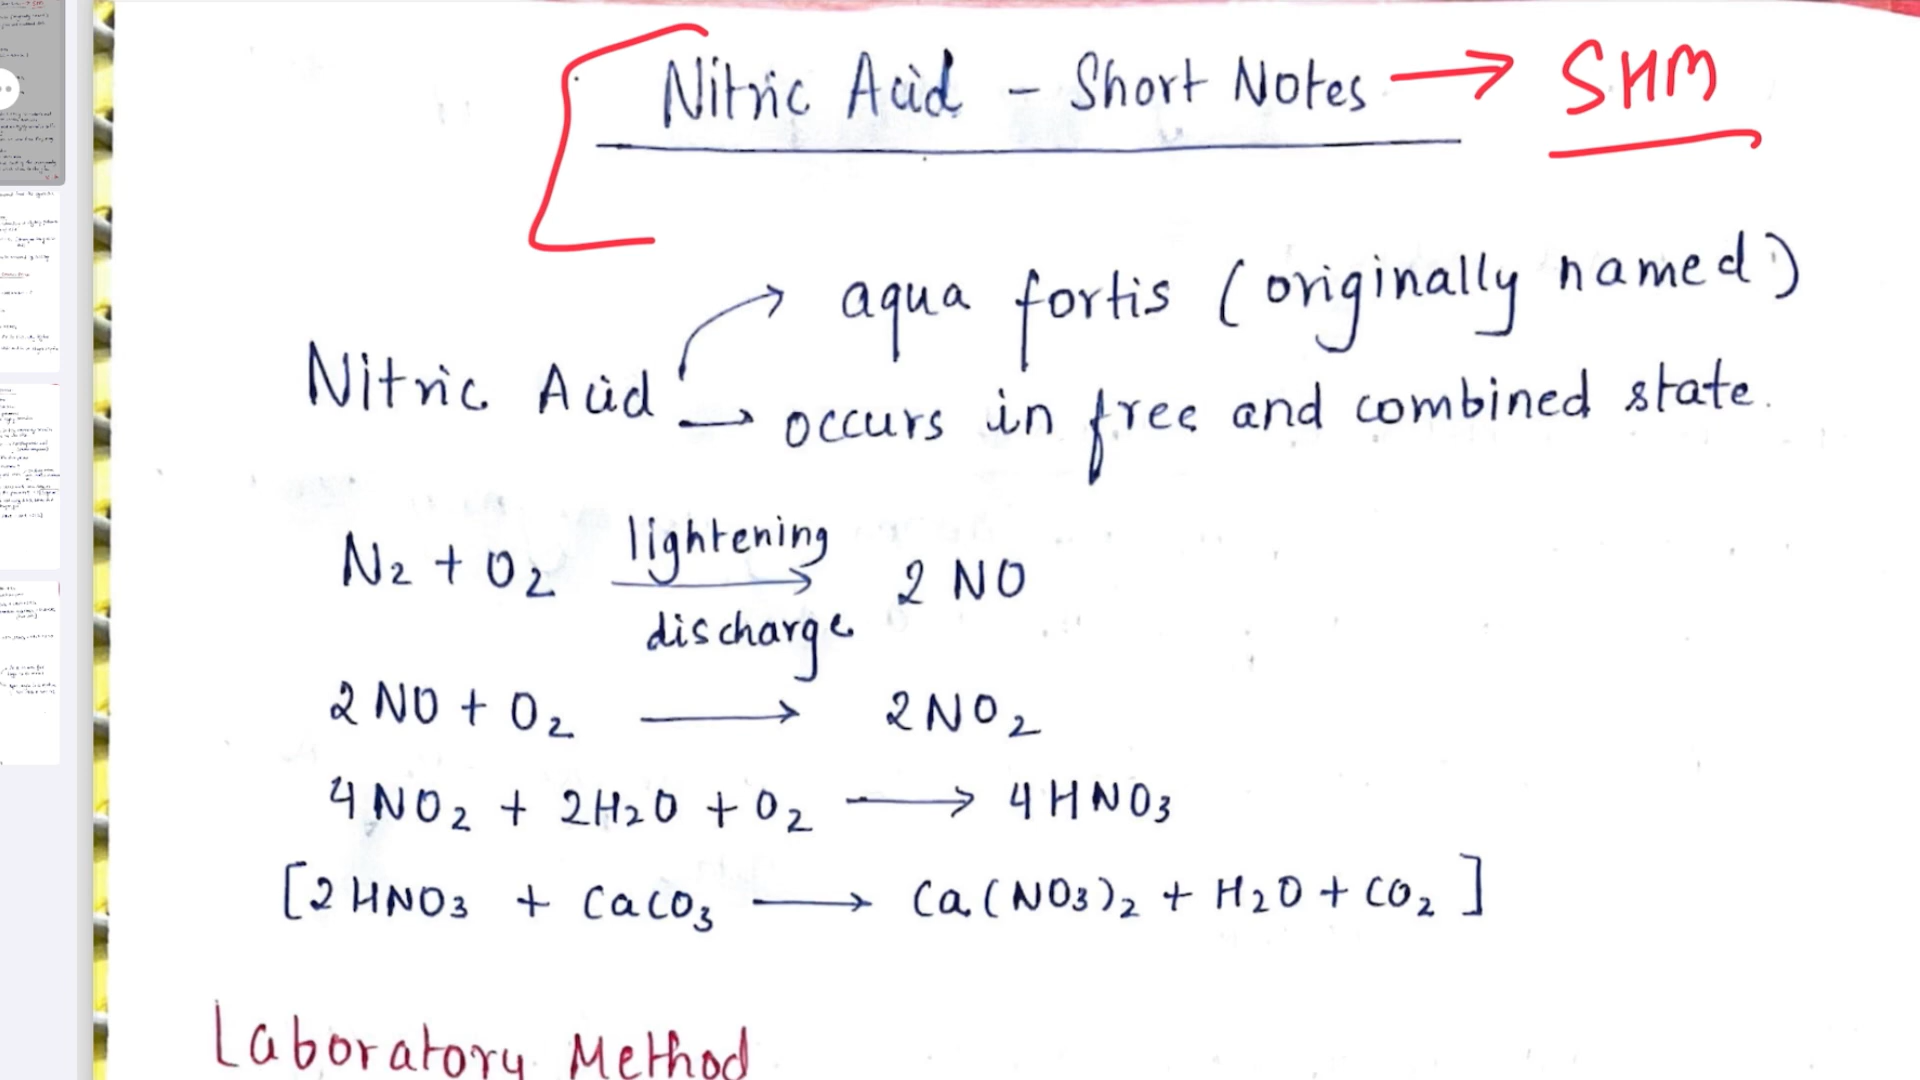 Nitric Acid - Short Notes → SHM
aqua fortis (originally named)
Nitric Acid
occurs in free and combined state.
N2 + O2 lightening discharge → 2 NO
2 NO + O2 → 2NO2
4NO2 + 2H2O + O2 → 4HNO3
[2HNO3 + CaCO3 → Ca(NO3)2 + H2O + CO2]
Laboratory Method